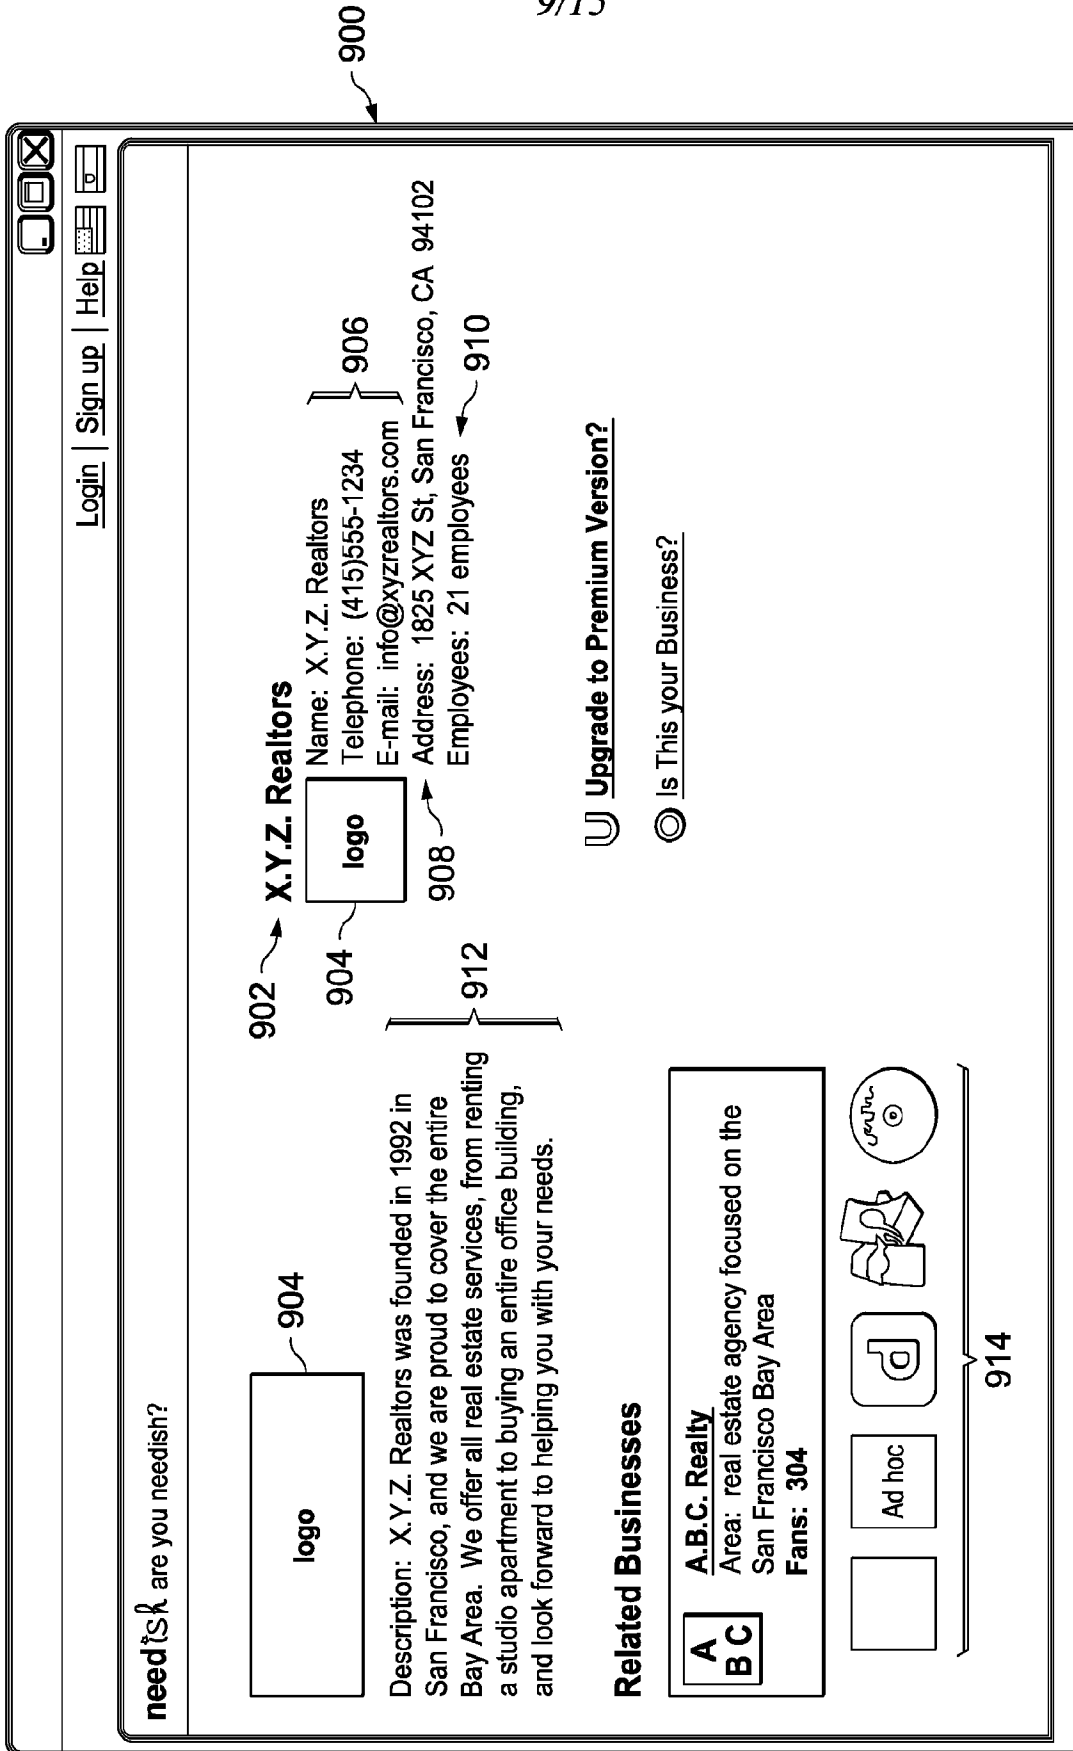 9/15
900
Login | Sign up | Help
needish are you needish?
logo
904
902
X.Y.Z. Realtors
904
logo
Name: X.Y.Z. Realtors
Telephone: (415)555-1234
E-mail: info@xyzrealtors.com
906
908
Address: 1825 XYZ St, San Francisco, CA 94102
Employees: 21 employees
910
Description: X.Y.Z. Realtors was founded in 1992 in
San Francisco, and we are proud to cover the entire
Bay Area. We offer all real estate services, from renting
a studio apartment to buying an entire office building,
and look forward to helping you with your needs.
912
U Upgrade to Premium Version?
Is This your Business?
Related Businesses
A
B C
A.B.C. Realty
Area: real estate agency focused on the
San Francisco Bay Area
Fans: 304
Ad hoc
P
914